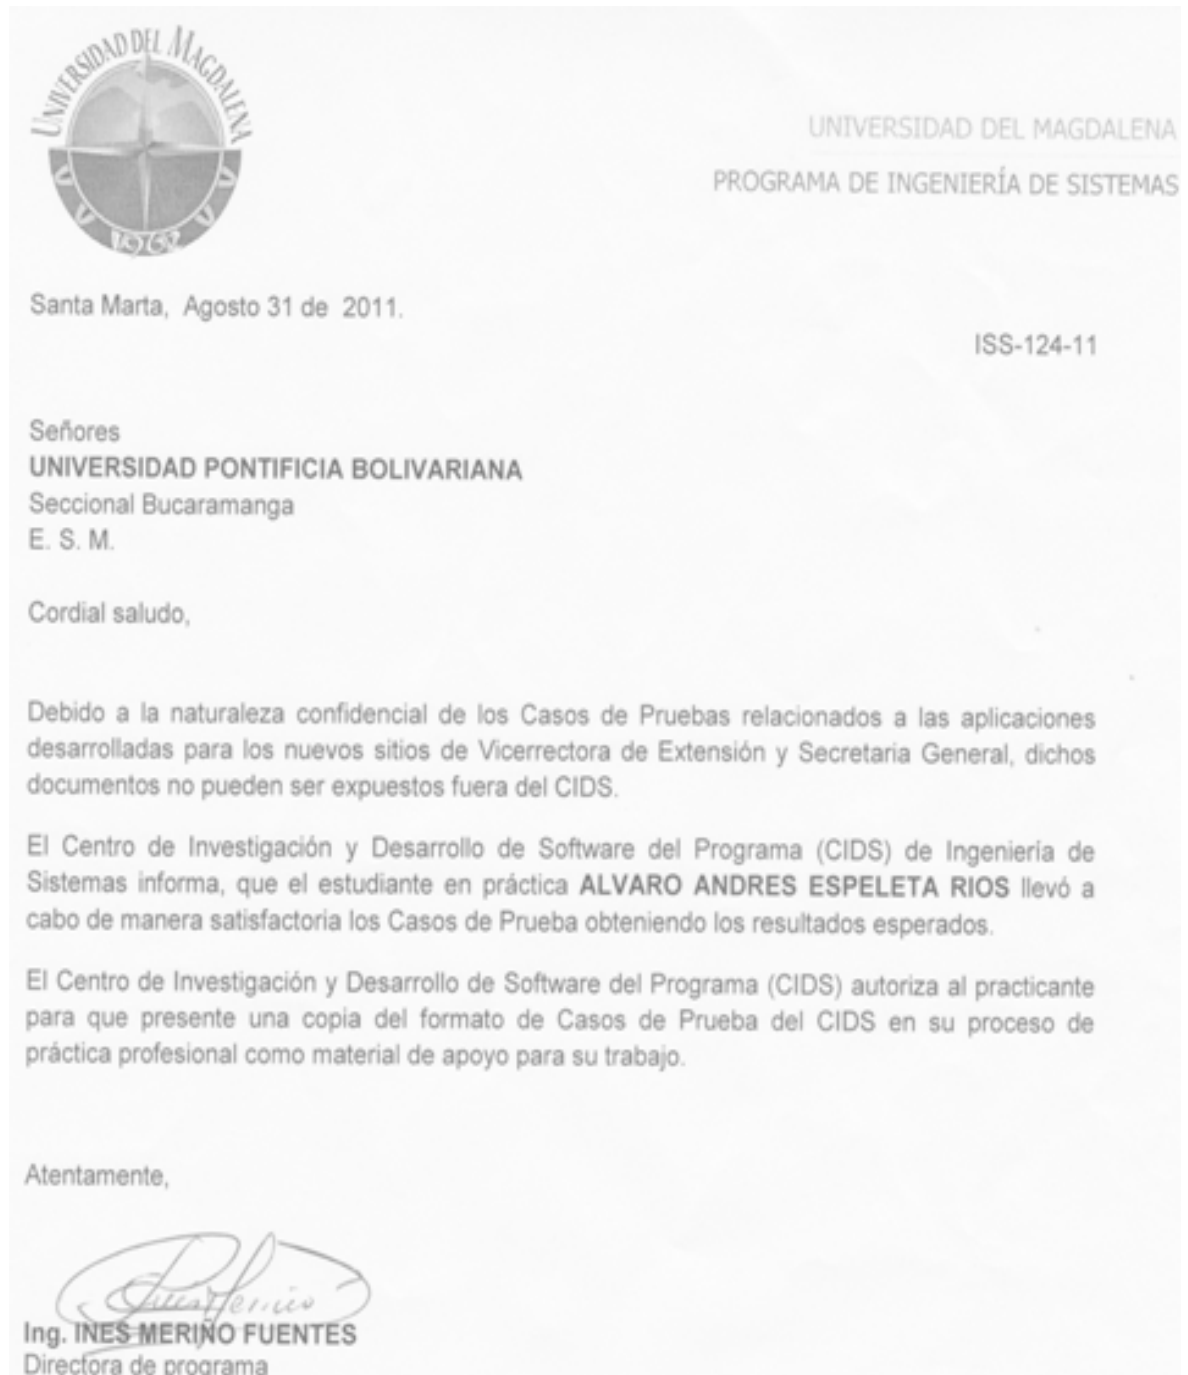 UNIVERSIDAD DEL MAGDALENA
1962
UNIVERSIDAD DEL MAGDALENA
PROGRAMA DE INGENIERÍA DE SISTEMAS
Santa Marta, Agosto 31 de 2011.
ISS-124-11
Señores
UNIVERSIDAD PONTIFICIA BOLIVARIANA
Seccional Bucaramanga
E. S. M.
Cordial saludo,
Debido a la naturaleza confidencial de los Casos de Pruebas relacionados a las aplicaciones
desarrolladas para los nuevos sitios de Vicerrectora de Extensión y Secretaria General, dichos
documentos no pueden ser expuestos fuera del CIDS.
El Centro de Investigación y Desarrollo de Software del Programa (CIDS) de Ingeniería de
Sistemas informa, que el estudiante en práctica ALVARO ANDRES ESPELETA RIOS llevó a
cabo de manera satisfactoria los Casos de Prueba obteniendo los resultados esperados.
El Centro de Investigación y Desarrollo de Software del Programa (CIDS) autoriza al practicante
para que presente una copia del formato de Casos de Prueba del CIDS en su proceso de
práctica profesional como material de apoyo para su trabajo.
Atentamente,
Ing. INES MERIÑO FUENTES
Directora de programa